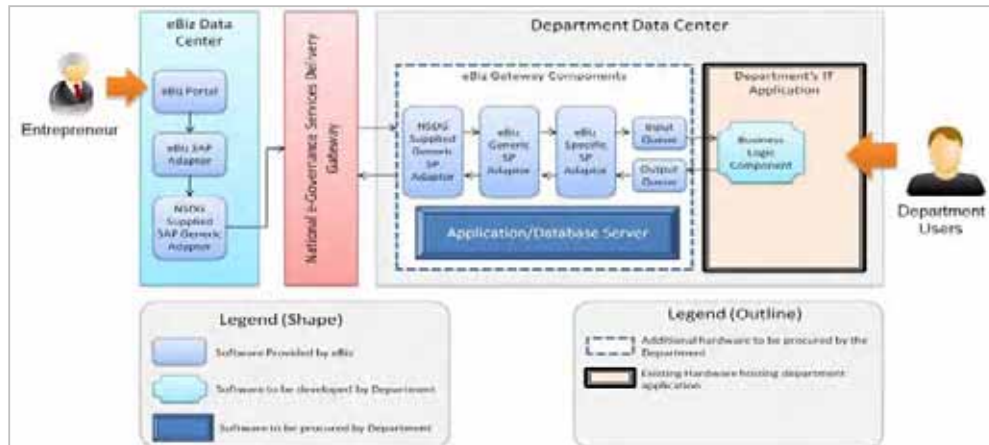 eBiz Data
Center
Entrepreneur
eBiz Portal
eBiz SAP
Adaptor
NSDG
Supplied
SAP Generic
Adaptor
National e-Governance Services Delivery
Gateway
Department Data Center
eBiz Gateway Components
NSDG
Supplied
Generic
SP
Adaptor
eBiz
Generic
SP
Adaptor
eBiz
Specific
SP
Adaptor
Input
Queue
Output
Queue
Application/Database Server
Department's IT
Application
Business
Logic
Component
Department
Users
Legend (Shape)
Software Provided by eBiz
Software to be developed by Department
Software to be procured by Department
Legend (Outline)
Additional hardware to be procured by the
Department
Existing Hardware hosting department
application